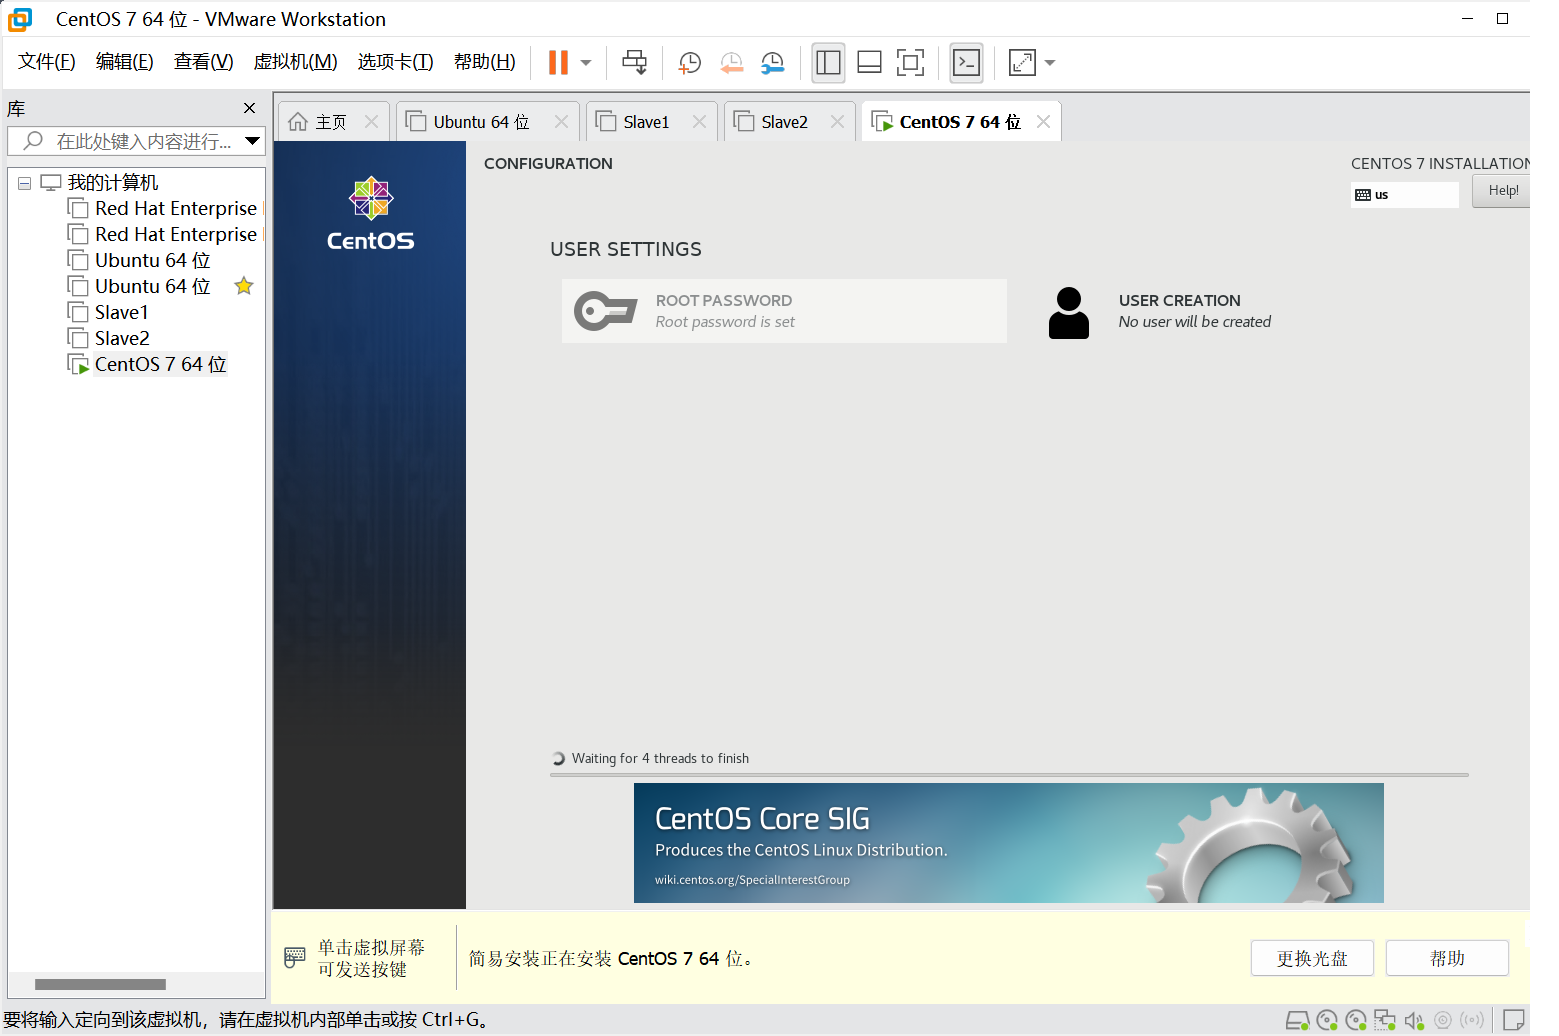 CentOS 7 64 位 - VMware Workstation
文件(F) 编辑(E) 查看(V) 虚拟机(M) 选项卡(T) 帮助(H)
库
在此处键入内容进行...
我的计算机
Red Hat Enterprise
Red Hat Enterprise
Ubuntu 64 位
Ubuntu 64 位
Slave1
Slave2
CentOS 7 64 位
主页 Ubuntu 64 位 Slave1 Slave2 CentOS 7 64 位
CentOS
CONFIGURATION
CENTOS 7 INSTALLATION
us
Help!
USER SETTINGS
ROOT PASSWORD
Root password is set
USER CREATION
No user will be created
Waiting for 4 threads to finish
CentOS Core SIG
Produces the CentOS Linux Distribution.
wiki.centos.org/SpecialInterestGroup
单击虚拟屏幕
可发送按键
简易安装正在安装 CentOS 7 64 位。
更换光盘
帮助
要将输入定向到该虚拟机，请在虚拟机内部单击或按 Ctrl+G。